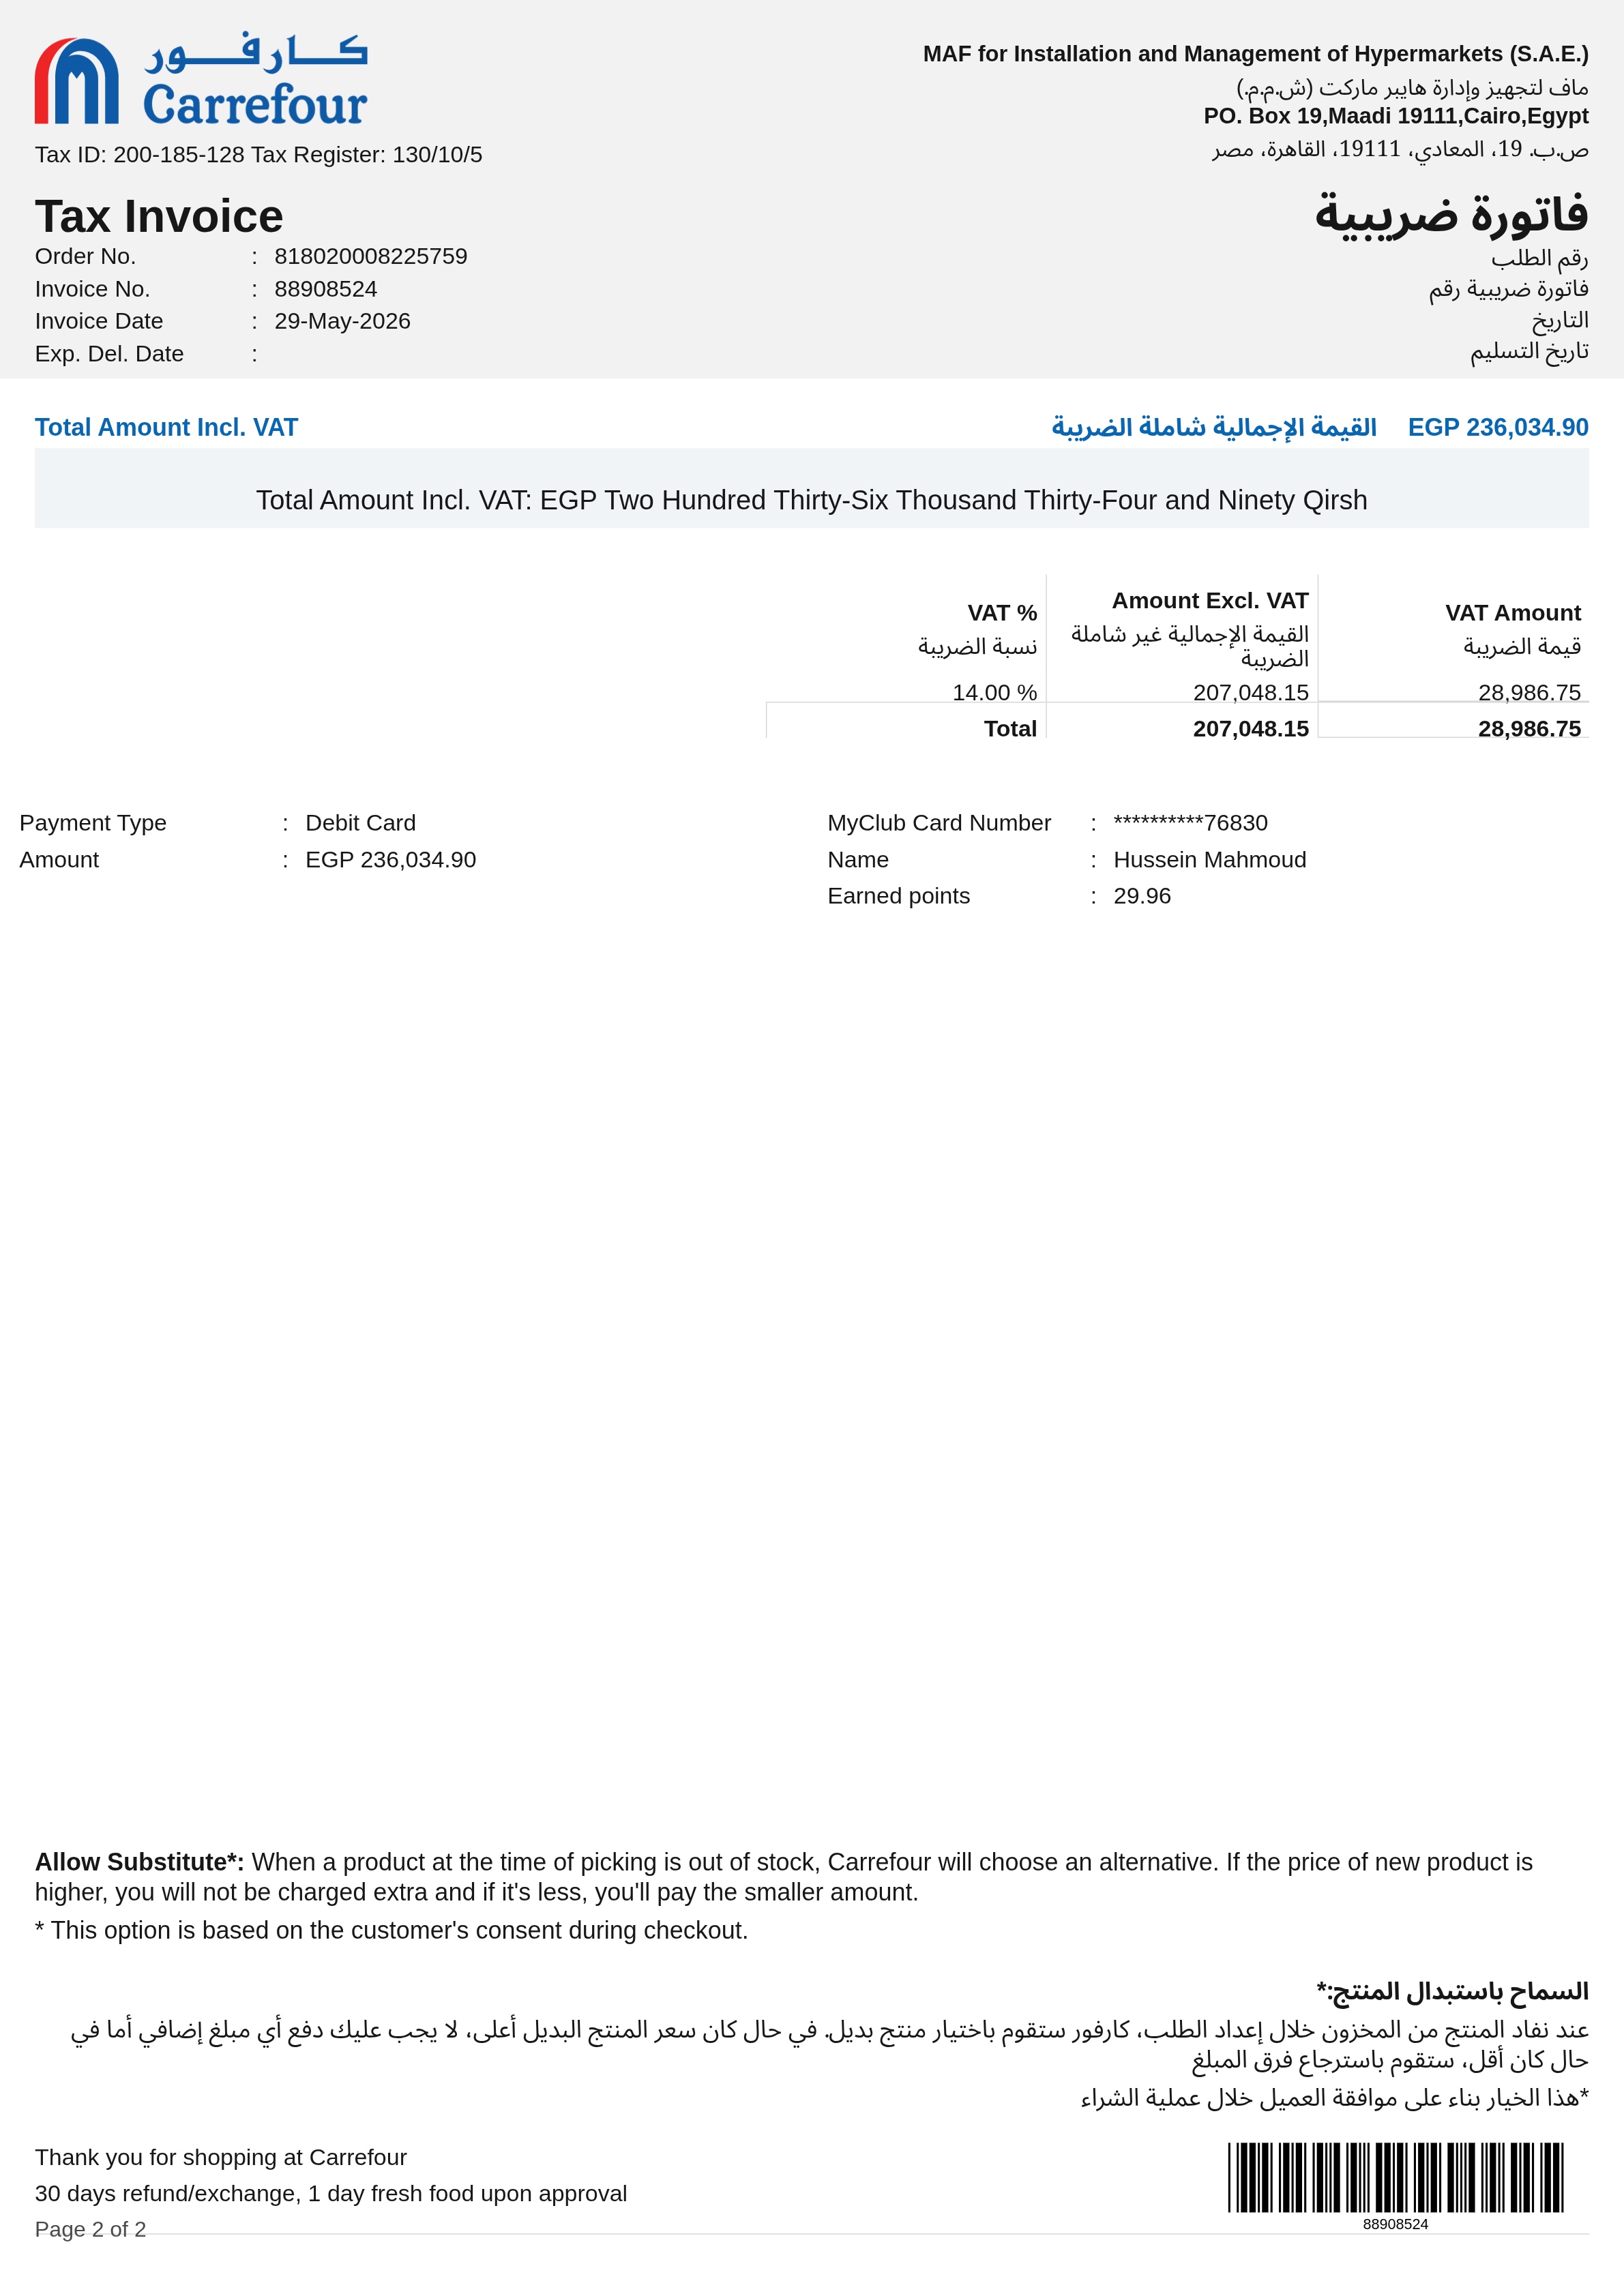 كارفور
Carrefour
MAF for Installation and Management of Hypermarkets (S.A.E.)
ماف لتجهيز وإدارة هايبر ماركت (ش.م.م.)
PO. Box 19,Maadi 19111,Cairo,Egypt
ص.ب. 19، المعادي، 19111، القاهرة، مصر
Tax ID: 200-185-128 Tax Register: 130/10/5
Tax Invoice فاتورة ضريبية
Order No. : 818020008225759 رقم الطلب
Invoice No. : 88908524 فاتورة ضريبية رقم
Invoice Date : 29-May-2026 التاريخ
Exp. Del. Date : تاريخ التسليم
Total Amount Incl. VAT القيمة الإجمالية شاملة الضريبة EGP 236,034.90
Total Amount Incl. VAT: EGP Two Hundred Thirty-Six Thousand Thirty-Four and Ninety Qirsh
VAT % Amount Excl. VAT VAT Amount
نسبة الضريبة القيمة الإجمالية غير شاملة الضريبة قيمة الضريبة
14.00 % 207,048.15 28,986.75
Total 207,048.15 28,986.75
Payment Type : Debit Card MyClub Card Number : **********76830
Amount : EGP 236,034.90 Name : Hussein Mahmoud
Earned points : 29.96
Allow Substitute*: When a product at the time of picking is out of stock, Carrefour will choose an alternative. If the price of new product is
higher, you will not be charged extra and if it's less, you'll pay the smaller amount.
* This option is based on the customer's consent during checkout.
السماح باستبدال المنتج:*
عند نفاد المنتج من المخزون خلال إعداد الطلب، كارفور ستقوم باختيار منتج بديل. في حال كان سعر المنتج البديل أعلى، لا يجب عليك دفع أي مبلغ إضافي أما في
حال كان أقل، ستقوم باسترجاع فرق المبلغ
*هذا الخيار بناء على موافقة العميل خلال عملية الشراء
Thank you for shopping at Carrefour
30 days refund/exchange, 1 day fresh food upon approval
88908524
Page 2 of 2